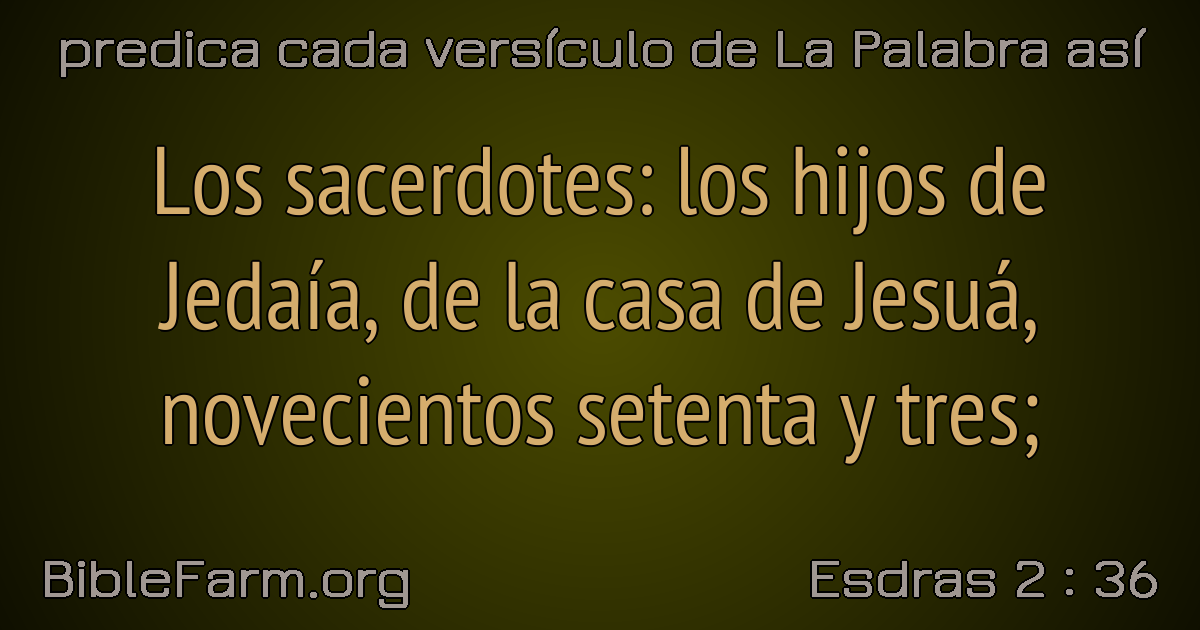 predica cada versículo de La Palabra así
Los sacerdotes: los hijos de
Jedaía, de la casa de Jesuá,
novecientos setenta y tres;
BibleFarm.org
Esdras 2 : 36